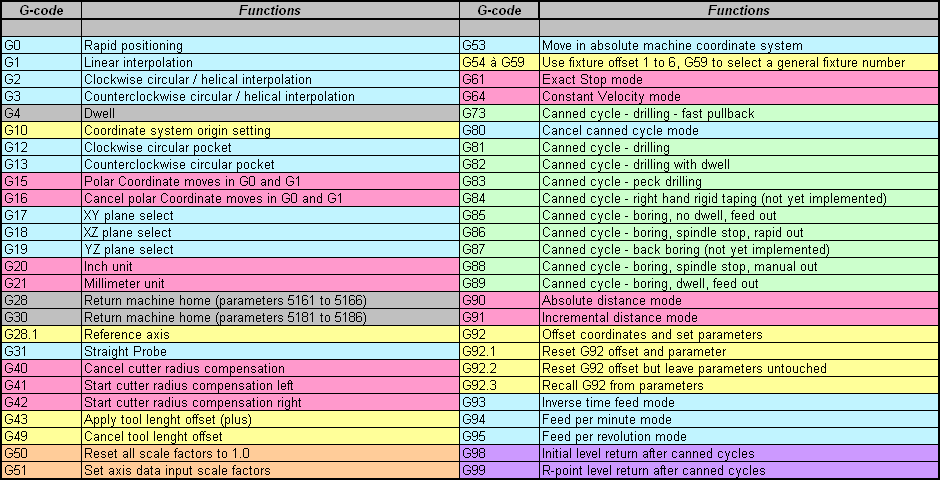 G-code Functions G-code Functions
G0 Rapid positioning G53 Move in absolute machine coordinate system
G1 Linear interpolation G54 à G59 Use fixture offset 1 to 6, G59 to select a general fixture number
G2 Clockwise circular / helical interpolation G61 Exact Stop mode
G3 Counterclockwise circular / helical interpolation G64 Constant Velocity mode
G4 Dwell G73 Canned cycle - drilling - fast pullback
G10 Coordinate system origin setting G80 Cancel canned cycle mode
G12 Clockwise circular pocket G81 Canned cycle - drilling
G13 Counterclockwise circular pocket G82 Canned cycle - drilling with dwell
G15 Polar Coordinate moves in G0 and G1 G83 Canned cycle - peck drilling
G16 Cancel polar Coordinate moves in G0 and G1 G84 Canned cycle - right hand rigid taping (not yet implemented)
G17 XY plane select G85 Canned cycle - boring, no dwell, feed out
G18 XZ plane select G86 Canned cycle - boring, spindle stop, rapid out
G19 YZ plane select G87 Canned cycle - back boring (not yet implemented)
G20 Inch unit G88 Canned cycle - boring, spindle stop, manual out
G21 Millimeter unit G89 Canned cycle - boring, dwell, feed out
G28 Return machine home (parameters 5161 to 5166) G90 Absolute distance mode
G30 Return machine home (parameters 5181 to 5186) G91 Incremental distance mode
G28.1 Reference axis G92 Offset coordinates and set parameters
G31 Straight Probe G92.1 Reset G92 offset and parameter
G40 Cancel cutter radius compensation G92.2 Reset G92 offset but leave parameters untouched
G41 Start cutter radius compensation left G92.3 Recall G92 from parameters
G42 Start cutter radius compensation right G93 Inverse time feed mode
G43 Apply tool lenght offset (plus) G94 Feed per minute mode
G49 Cancel tool lenght offset G95 Feed per revolution mode
G50 Reset all scale factors to 1.0 G98 Initial level return after canned cycles
G51 Set axis data input scale factors G99 R-point level return after canned cycles